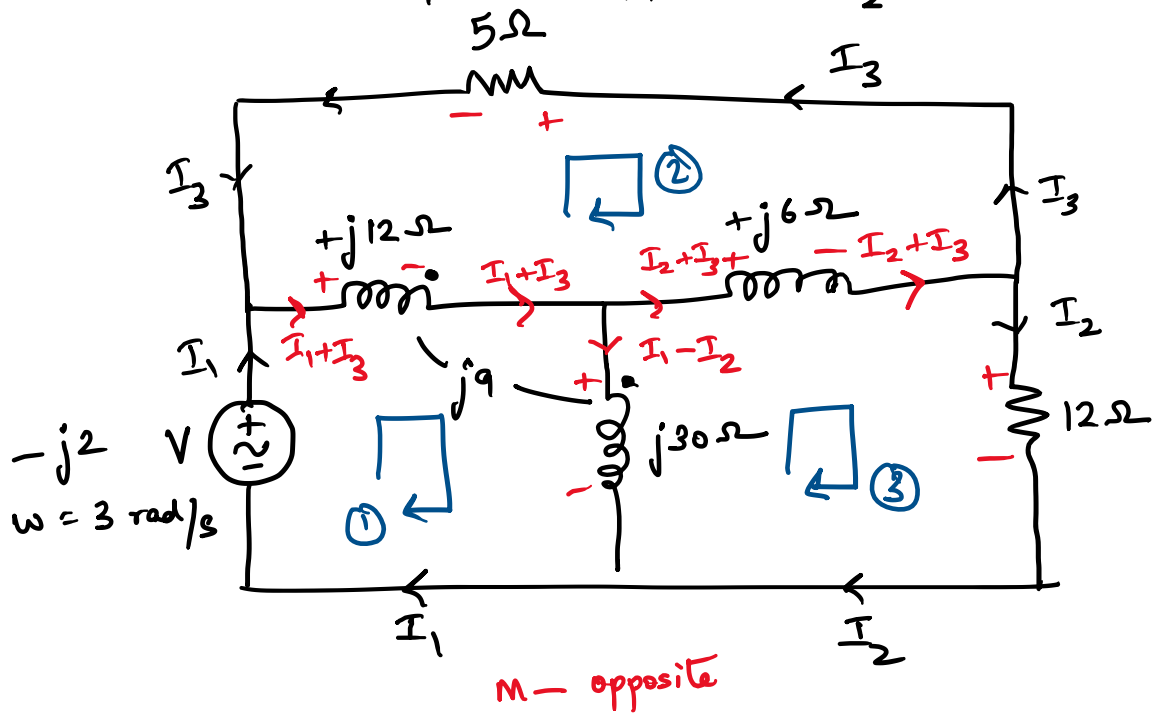 5Ω
I3
- +
I3
②
I3
+j12Ω
+j6Ω
+ -
I1+I3
I2+I3 +
- I2+I3
I1
I1+I3
I1-I2
I2
j9
+
+
-j2 V
+
~
-
j30Ω
12Ω
-
-
ω = 3 rad/s
①
③
I1
I2
M - opposite